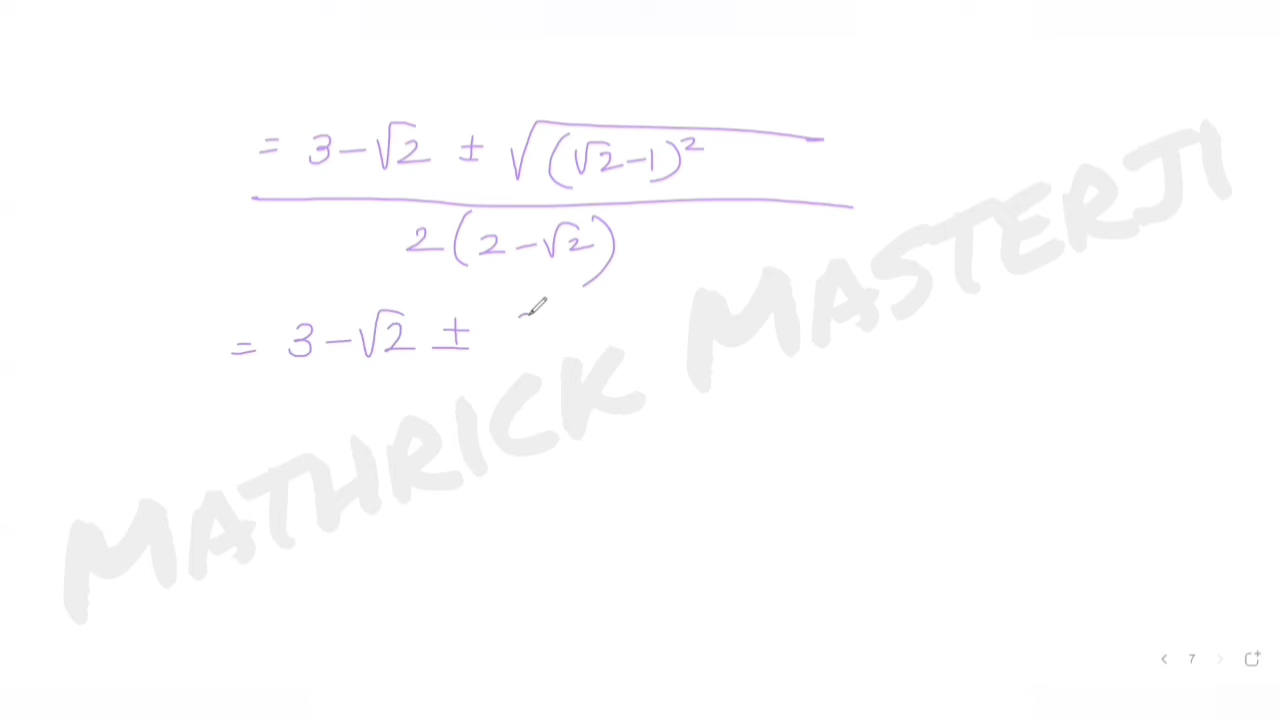 = 3 - √2 ± √(√2-1)²
2(2-√2)
= 3 - √2 ±
MATHRICK MASTERJI
< 7 >